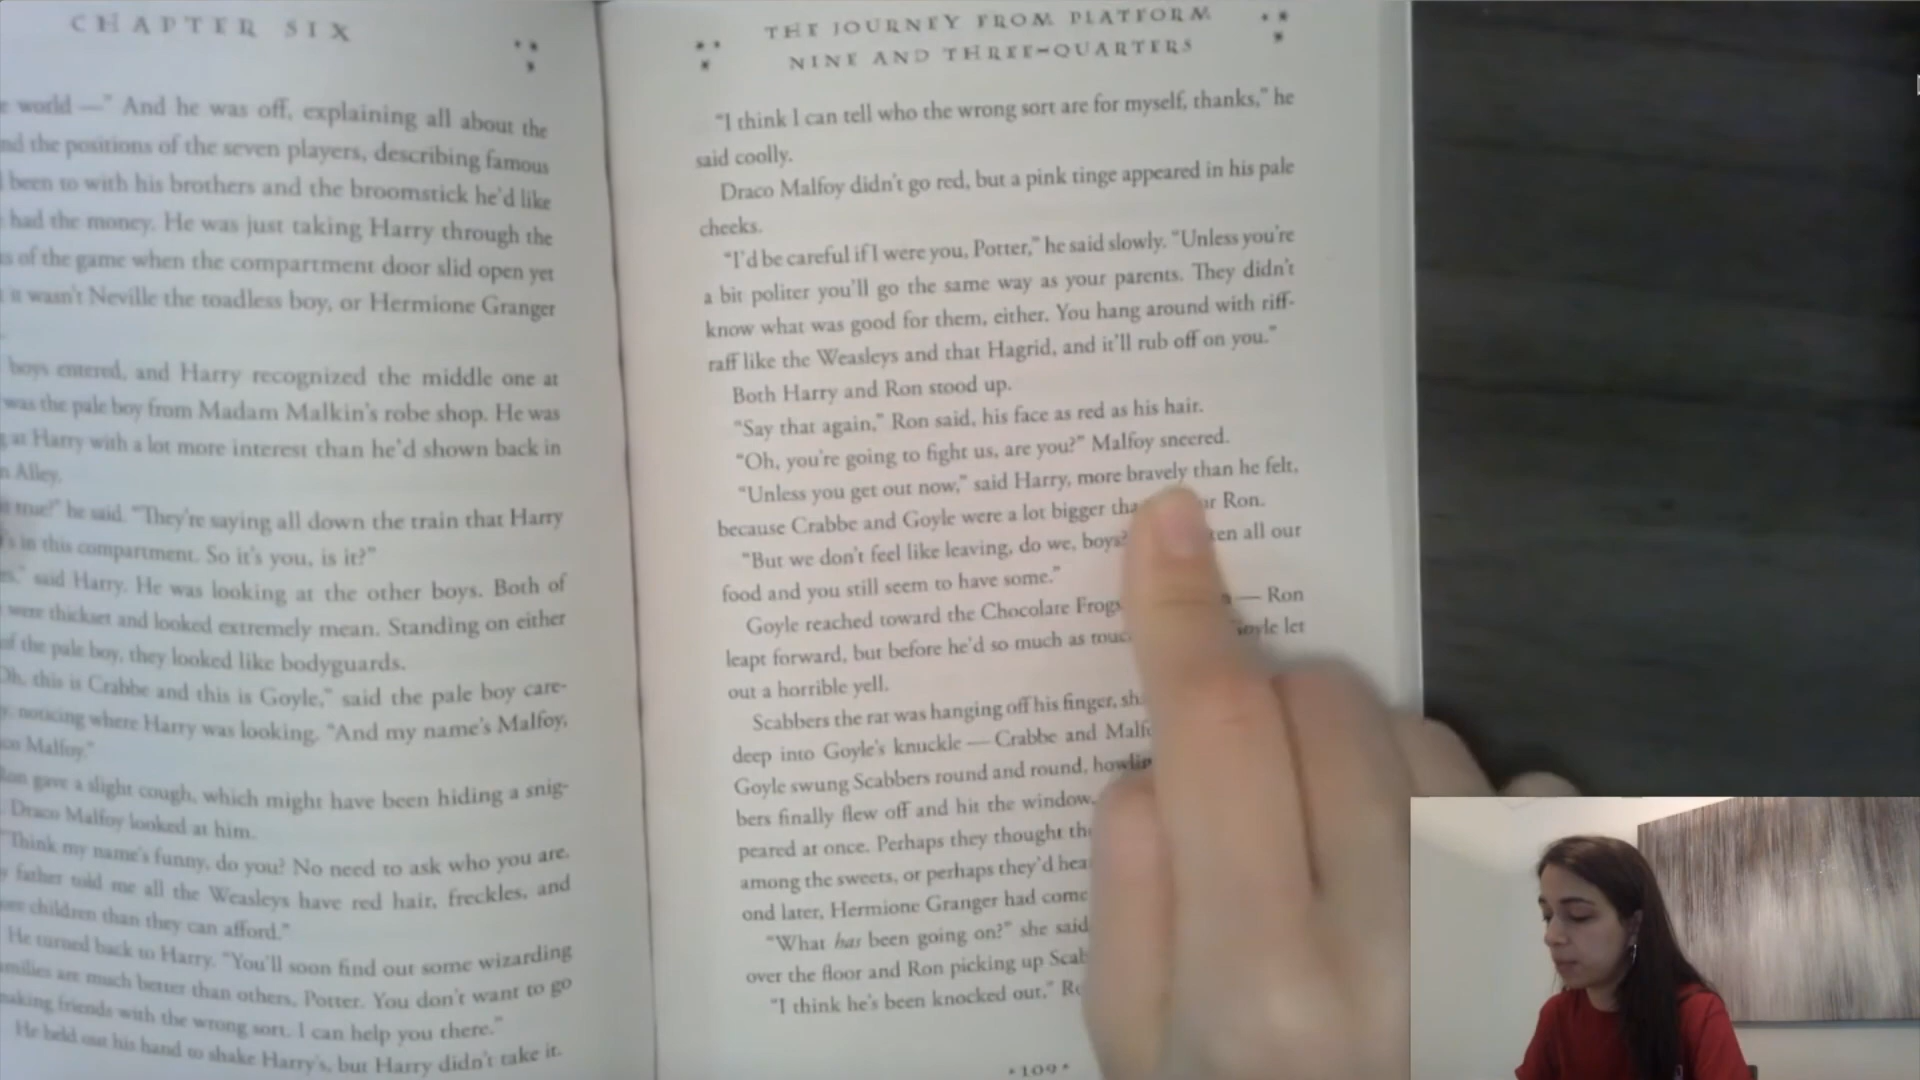 CHAPTER SIX
world —" And he was off, explaining all about the
the positions of the seven players, describing famous
been to with his brothers and the broomstick he'd like
had the money. He was just taking Harry through the
of the game when the compartment door slid open yet
it wasn't Neville the toadless boy, or Hermione Granger
boys entered, and Harry recognized the middle one at
was the pale boy from Madam Malkin's robe shop. He was
at Harry with a lot more interest than he'd shown back in
Alley.
true?" he said. "They're saying all down the train that Harry
in this compartment. So it's you, is it?"
said Harry. He was looking at the other boys. Both of
were thickset and looked extremely mean. Standing on either
of the pale boy, they looked like bodyguards.
this is Crabbe and this is Goyle," said the pale boy care-
noticing where Harry was looking. "And my name's Malfoy,
Malfoy."
Ron gave a slight cough, which might have been hiding a snig-
Draco Malfoy looked at him.
"Think my name's funny, do you? No need to ask who you are.
father told me all the Weasleys have red hair, freckles, and
children than they can afford."
He turned back to Harry. "You'll soon find out some wizarding
are much better than others, Potter. You don't want to go
making friends with the wrong sort. I can help you there."
He held out his hand to shake Harry's, but Harry didn't take it.
THE JOURNEY FROM PLATFORM
NINE AND THREE-QUARTERS
"I think I can tell who the wrong sort are for myself, thanks," he
said coolly.
Draco Malfoy didn't go red, but a pink tinge appeared in his pale
cheeks.
"I'd be careful if I were you, Potter," he said slowly. "Unless you're
a bit politer you'll go the same way as your parents. They didn't
know what was good for them, either. You hang around with riff-
raff like the Weasleys and that Hagrid, and it'll rub off on you."
Both Harry and Ron stood up.
"Say that again," Ron said, his face as red as his hair.
"Oh, you're going to fight us, are you?" Malfoy sneered.
"Unless you get out now," said Harry, more bravely than he felt,
because Crabbe and Goyle were a lot bigger Ron.
"But we don't feel like leaving, do we, boys? all our
food and you still seem to have some."
Goyle reached toward the Chocolate Frogs — Ron
leapt forward, but before he'd so much as Goyle let
out a horrible yell.
Scabbers the rat was hanging off his finger,
deep into Goyle's knuckle — Crabbe and
Goyle swung Scabbers round and round,
bers finally flew off and hit the window,
peared at once. Perhaps they thought
among the sweets, or perhaps they'd
ond later, Hermione Granger had come
"What has been going on?" she said
over the floor and Ron picking up
"I think he's been knocked out,"
109